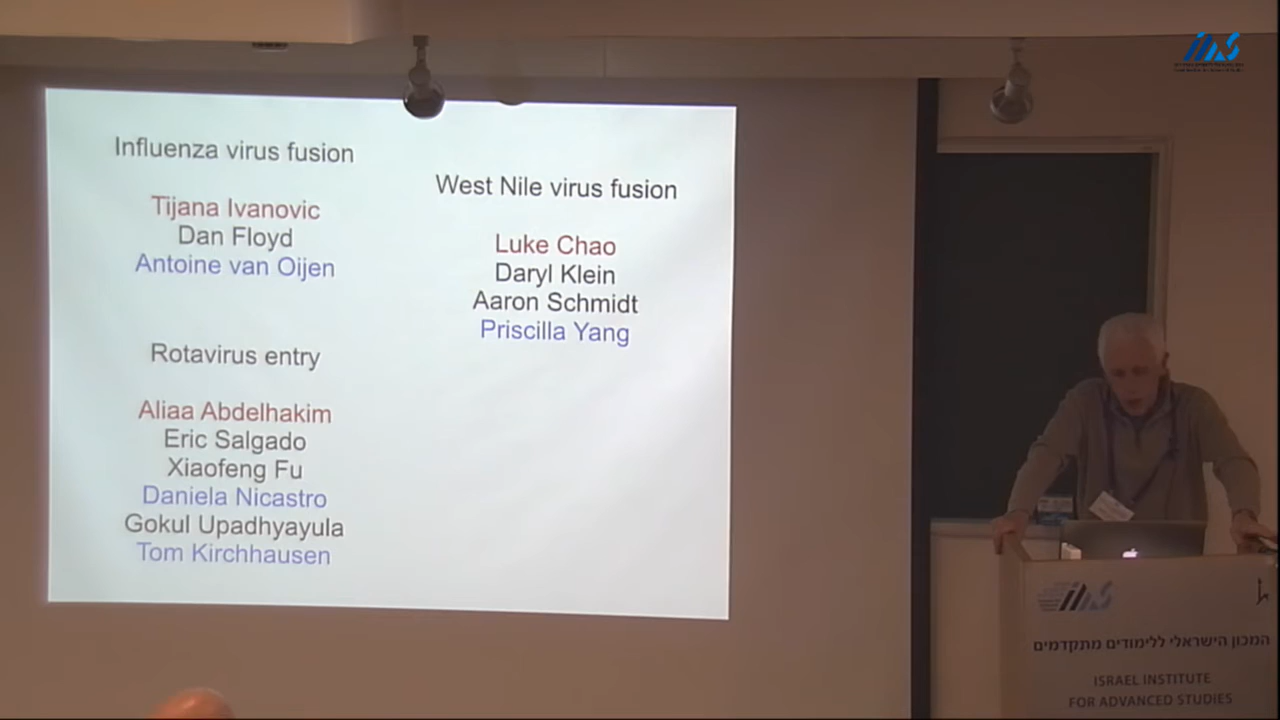 Influenza virus fusion
Tijana Ivanovic
Dan Floyd
Antoine van Oijen
Rotavirus entry
Aliaa Abdelhakim
Eric Salgado
Xiaofeng Fu
Daniela Nicastro
Gokul Upadhyayula
Tom Kirchhausen
West Nile virus fusion
Luke Chao
Daryl Klein
Aaron Schmidt
Priscilla Yang
IIAS
IIAS
המכון הישראלי ללימודים מתקדמים
ISRAEL INSTITUTE
FOR ADVANCED STUDIES